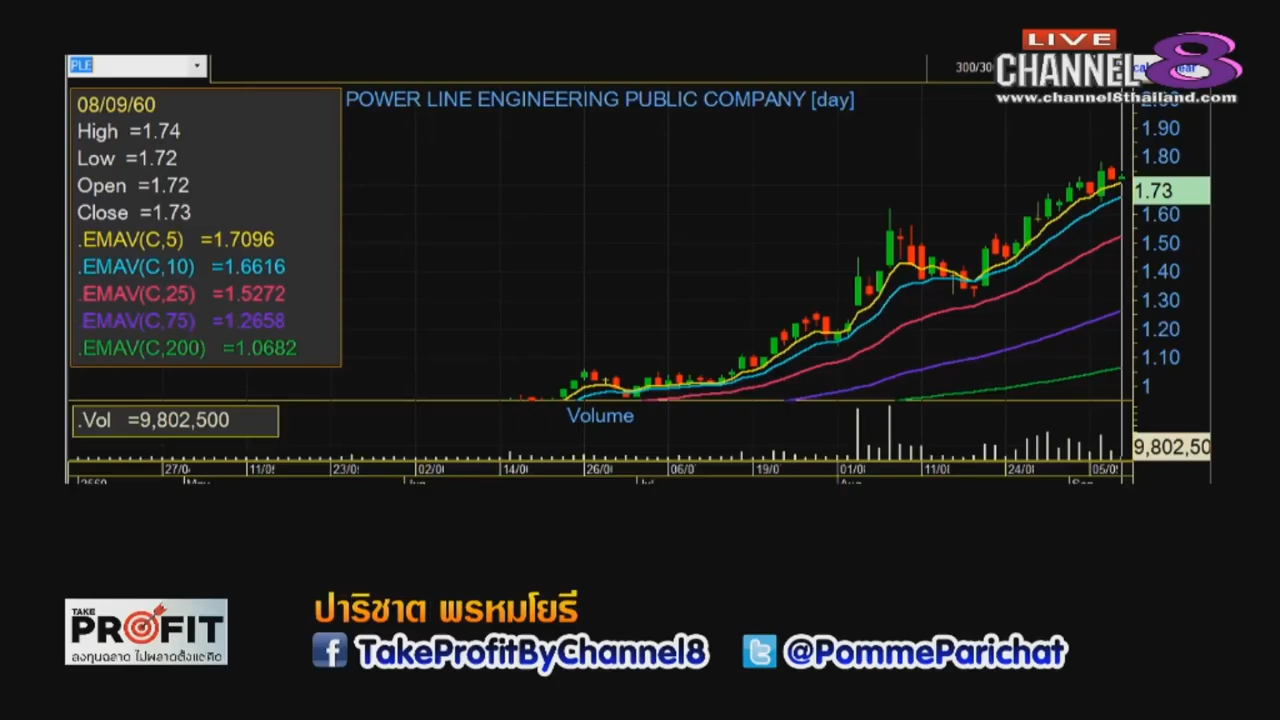 LIVE
CHANNEL 8
www.channel8thailand.com
PLE
300/30
POWER LINE ENGINEERING PUBLIC COMPANY [day]
08/09/60
High =1.74
Low =1.72
Open =1.72
Close =1.73
.EMAV(C,5) =1.7096
.EMAV(C,10) =1.6616
.EMAV(C,25) =1.5272
.EMAV(C,75) =1.2658
.EMAV(C,200) =1.0682
1.90
1.80
1.73
1.60
1.50
1.40
1.30
1.20
1.10
1
.Vol =9,802,500
Volume
9,802,50
27/0 11/0 23/0 02/0 14/0 26/0 06/0 19/0 01/0 11/0 24/0 05/0
TAKE
PROFIT
ลงทุนฉลาด ไม่พลาดตั้งแต่คิด
ปาริชาต พรหมโยธี
f TakeProfitByChannel8
t @PommeParichat